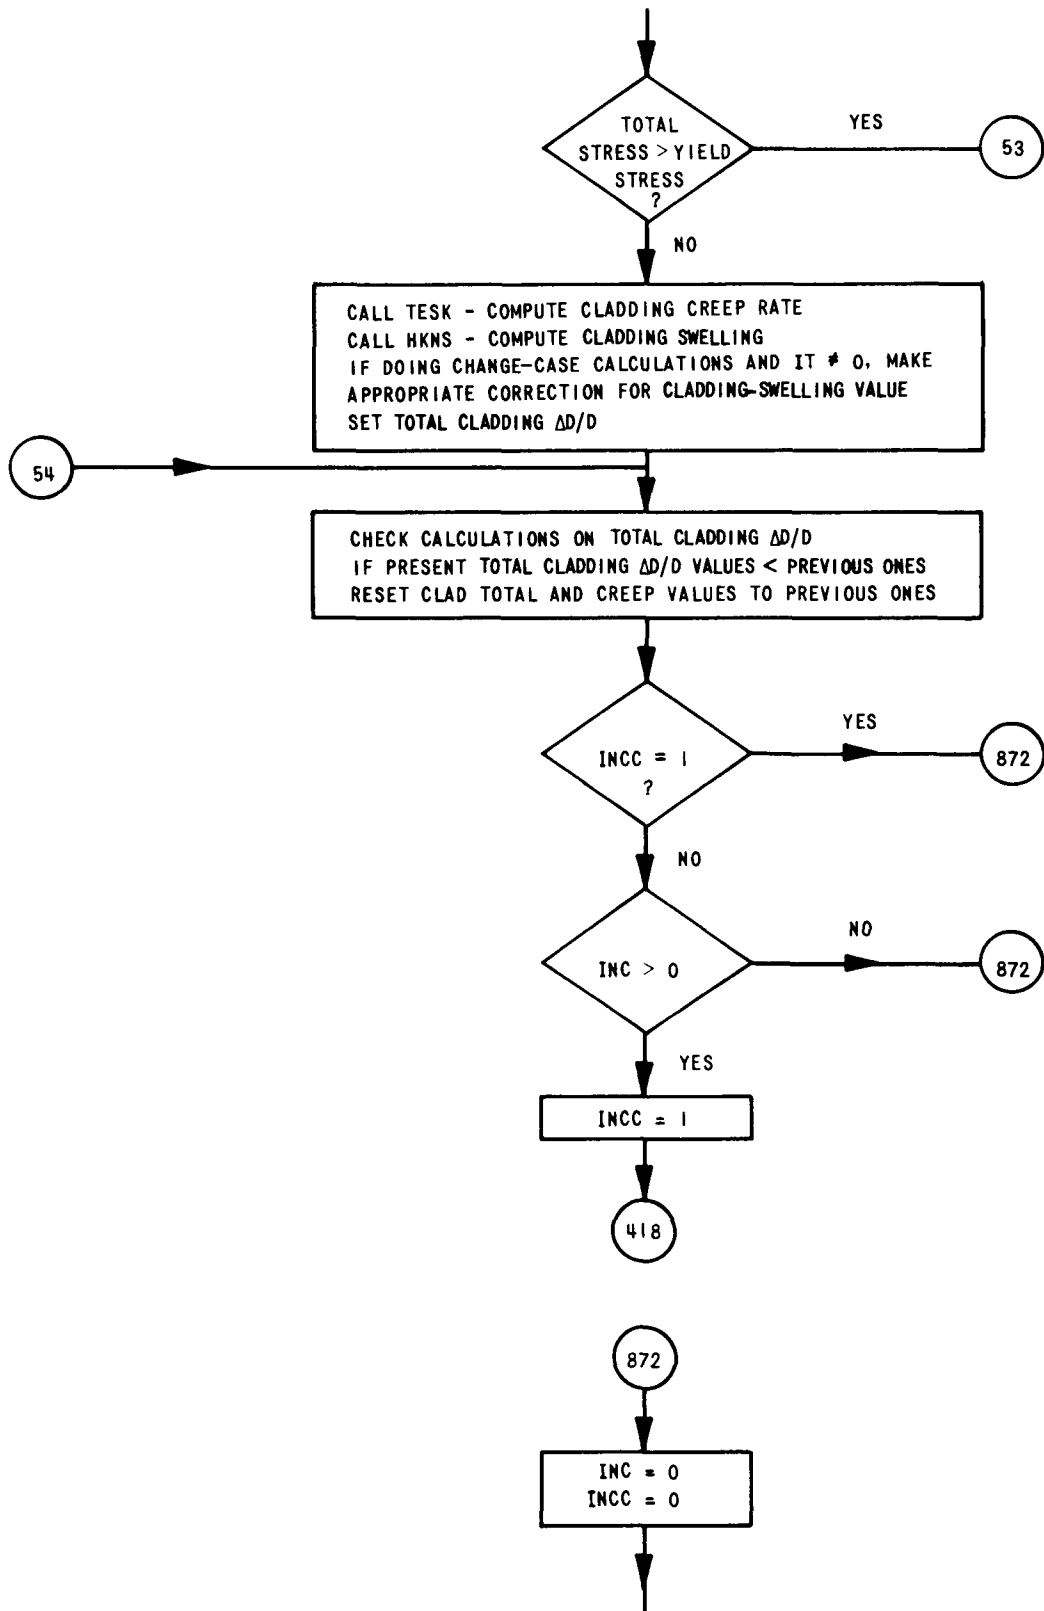 TOTAL
STRESS > YIELD
STRESS
?
YES
53
NO
CALL TESK - COMPUTE CLADDING CREEP RATE
CALL HKNS - COMPUTE CLADDING SWELLING
IF DOING CHANGE-CASE CALCULATIONS AND IT ≠ 0, MAKE
APPROPRIATE CORRECTION FOR CLADDING-SWELLING VALUE
SET TOTAL CLADDING ΔD/D
54
CHECK CALCULATIONS ON TOTAL CLADDING ΔD/D
IF PRESENT TOTAL CLADDING ΔD/D VALUES < PREVIOUS ONES
RESET CLAD TOTAL AND CREEP VALUES TO PREVIOUS ONES
INCC = 1
?
YES
872
NO
INC > 0
NO
872
YES
INCC = 1
418
872
INC = 0
INCC = 0